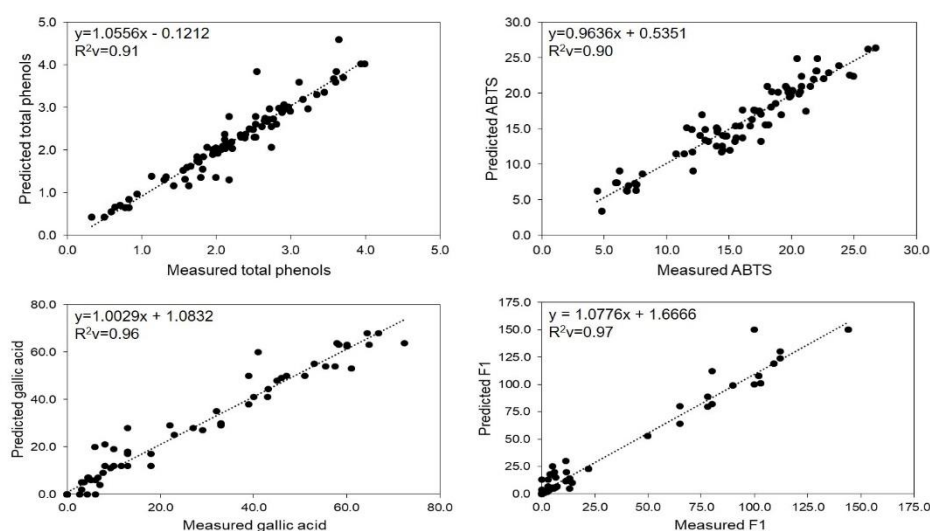 y=1.0556x - 0.1212
R²v=0.91
5.0
4.0
3.0
2.0
1.0
0.0
Predicted total phenols
0.0 1.0 2.0 3.0 4.0 5.0
Measured total phenols
y=0.9636x + 0.5351
R²v=0.90
30.0
25.0
20.0
15.0
10.0
5.0
0.0
Predicted ABTS
0.0 5.0 10.0 15.0 20.0 25.0 30.0
Measured ABTS
y=1.0029x + 1.0832
R²v=0.96
80.0
60.0
40.0
20.0
0.0
Predicted gallic acid
0.0 20.0 40.0 60.0 80.0
Measured gallic acid
y = 1.0776x + 1.6666
R²v=0.97
175.0
150.0
125.0
100.0
75.0
50.0
25.0
0.0
Predicted F1
0.0 25.0 50.0 75.0 100.0 125.0 150.0 175.0
Measured F1